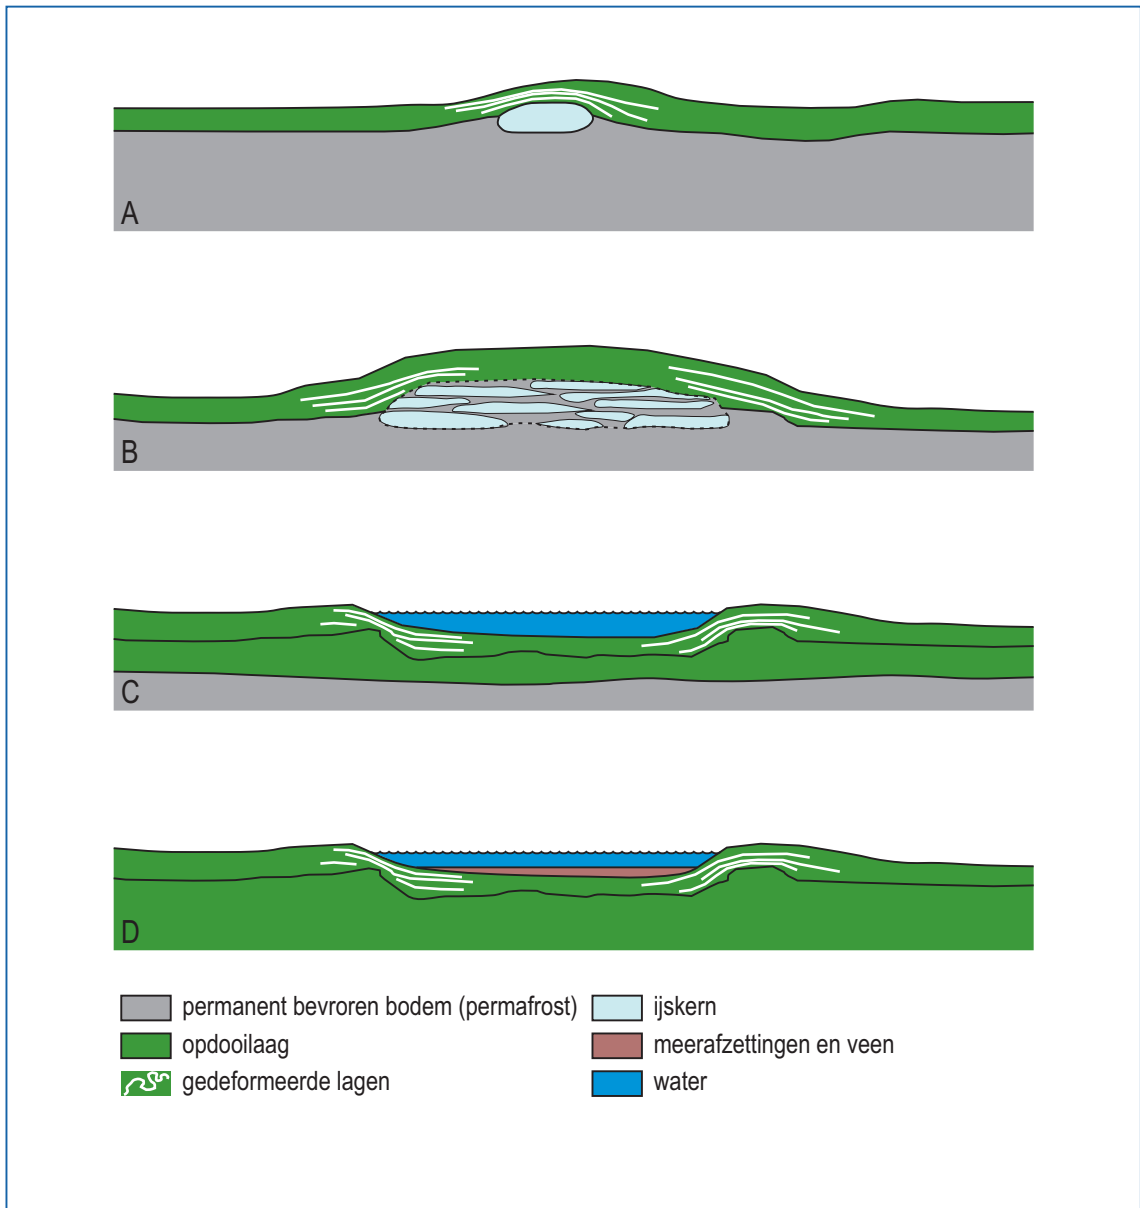 A
B
C
D
permanent bevroren bodem (permafrost)
opdooilaag
gedeformeerde lagen
ijskern
meerafzettingen en veen
water